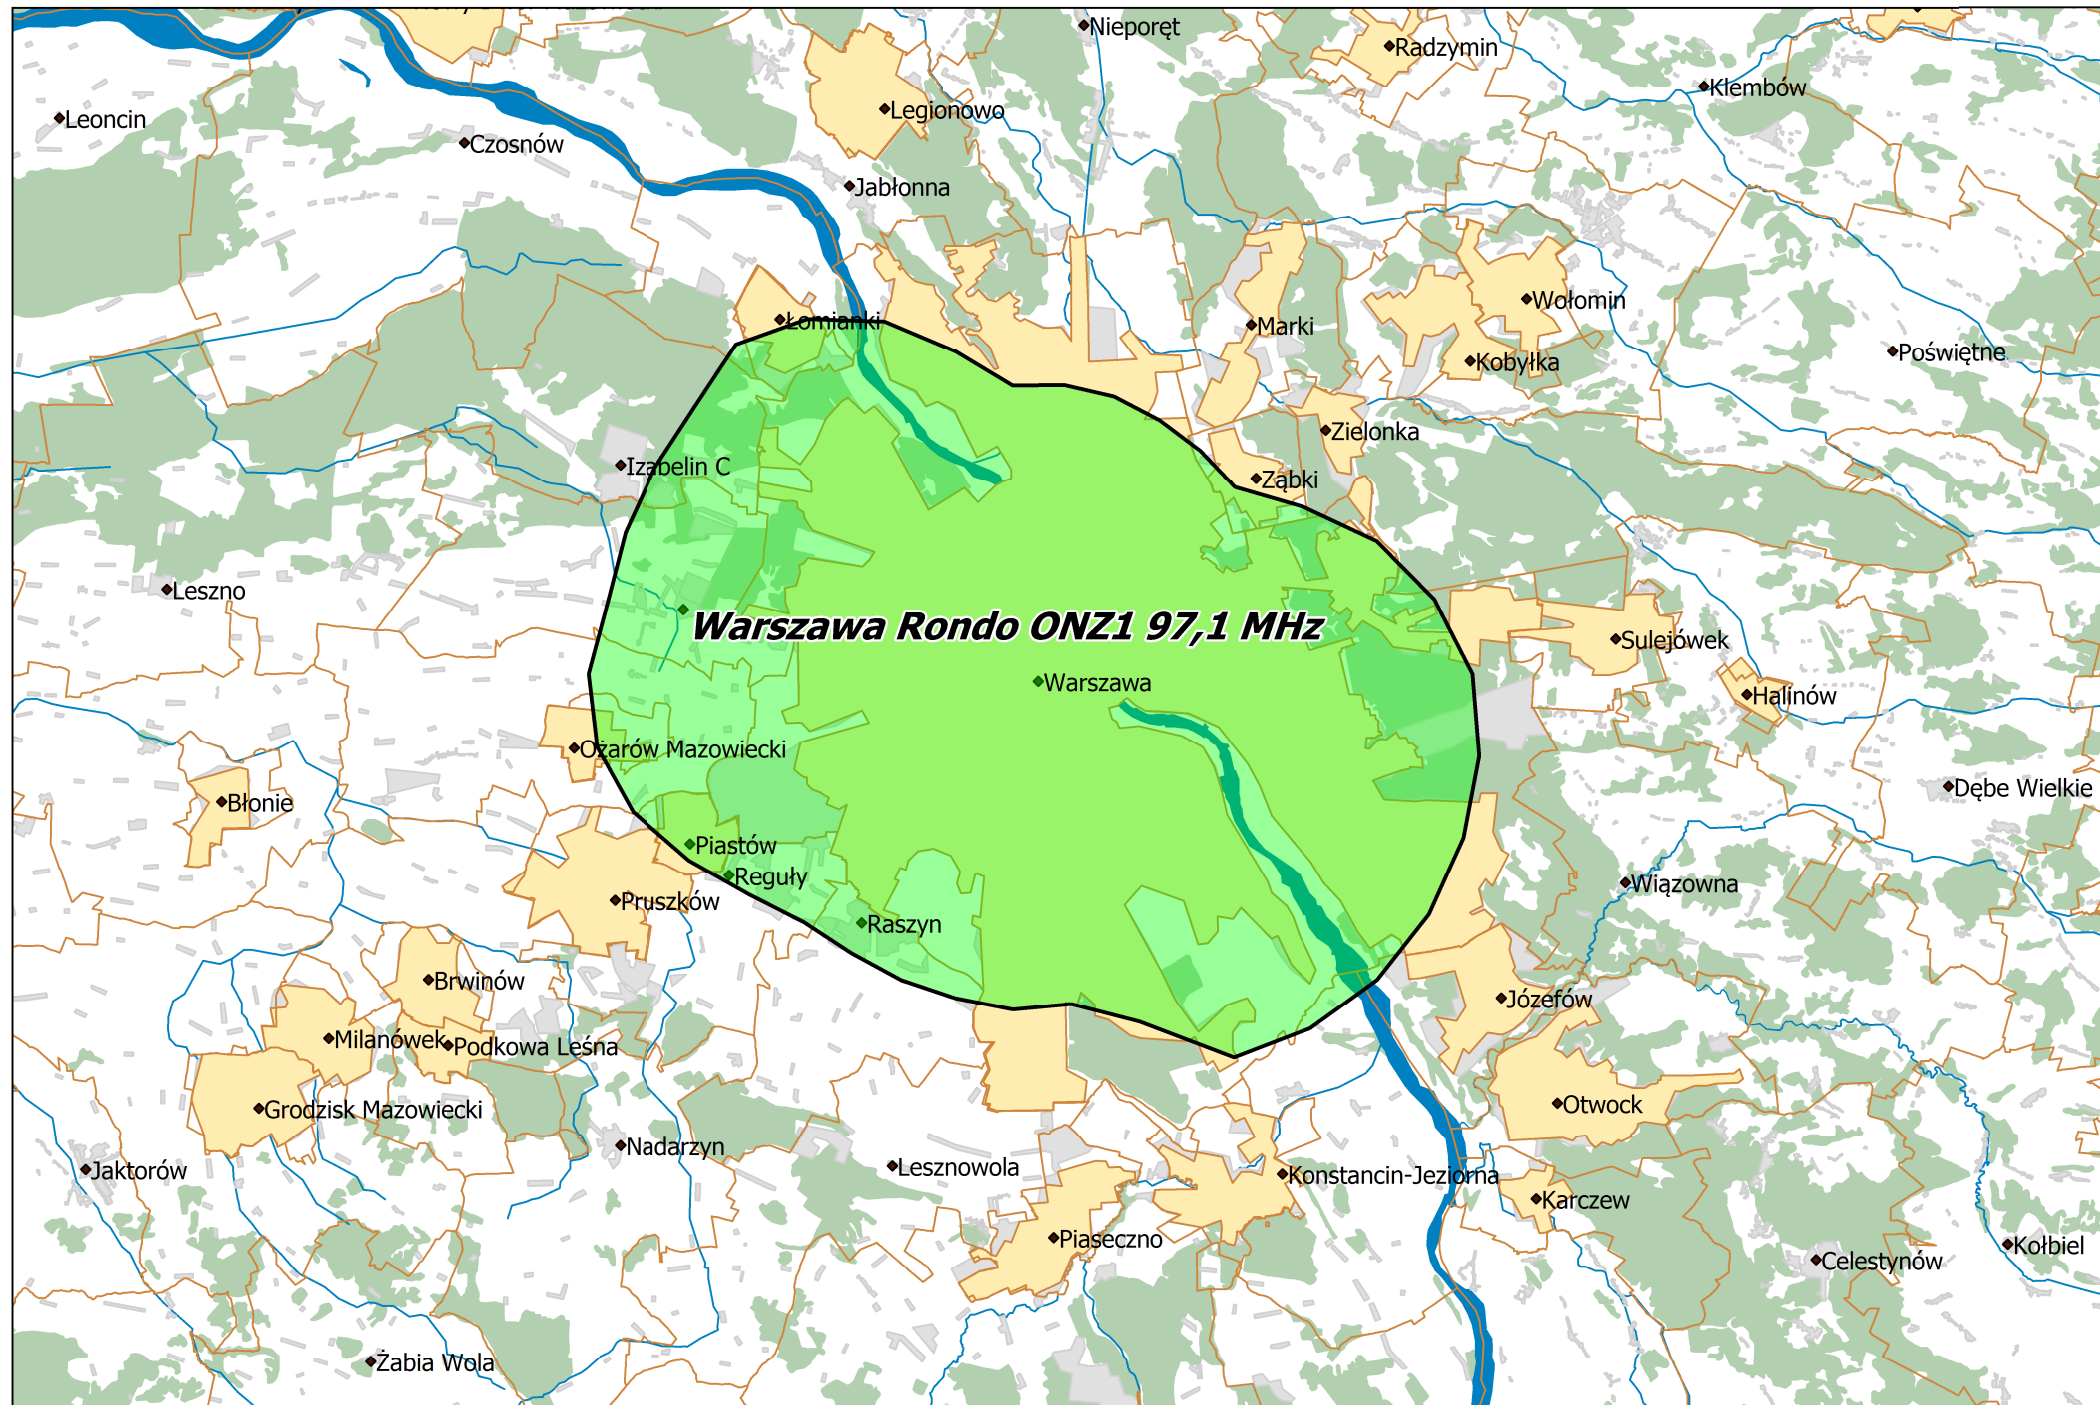 Nieporęt
Radzymin
Klembów
Legionowo
Leoncin
Czosnów
Jabłonna
Wołomin
Łomianki
Marki
Poświętne
Kobyłka
Zielonka
Izabelin C
Ząbki
Leszno
Warszawa Rondo ONZ1 97,1 MHz
Sulejówek
Warszawa
Halinów
Ożarów Mazowiecki
Dębe Wielkie
Błonie
Piastów
Reguły
Wiązowna
Pruszków
Raszyn
Brwinów
Józefów
Milanówek
Podkowa Leśna
Otwock
Grodzisk Mazowiecki
Nadarzyn
Lesznowola
Jaktorów
Konstancin-Jeziorna
Karczew
Piaseczno
Kołbiel
Celestynów
Żabia Wola